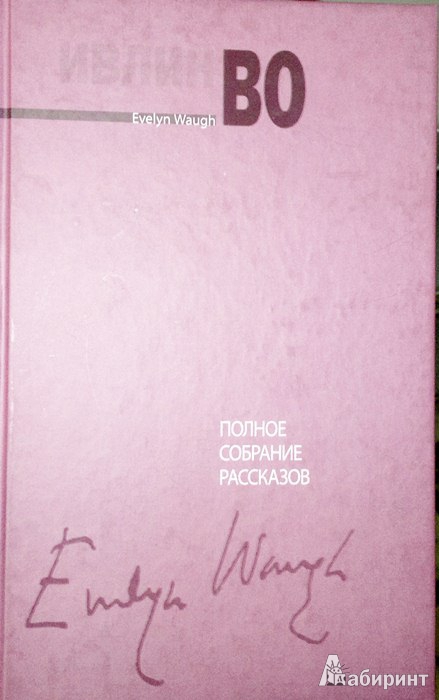 ИВЛИН
ВО
Evelyn Waugh
ПОЛНОЕ
СОБРАНИЕ
РАССКАЗОВ
Evelyn Waugh
Лабиринт